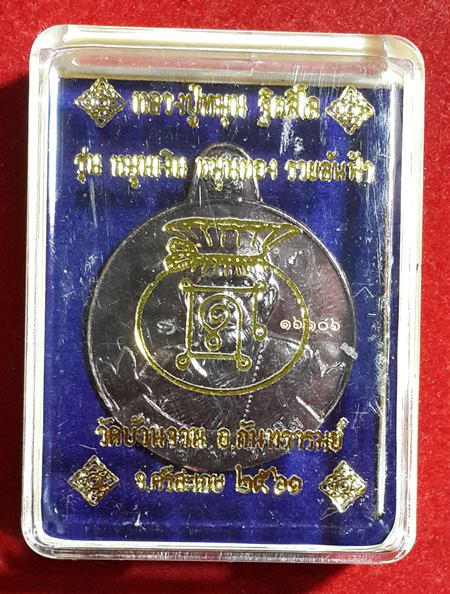 หลวงปู่หมุน ฐิตสีโล
รุ่น หมุนเงิน หมุนทอง รวยล้นฟ้า
๑๖๑๐๖
วัดบ้านจาน อ.กันทรารมย์
จ.ศรีสะเกษ ๒๕๖๑